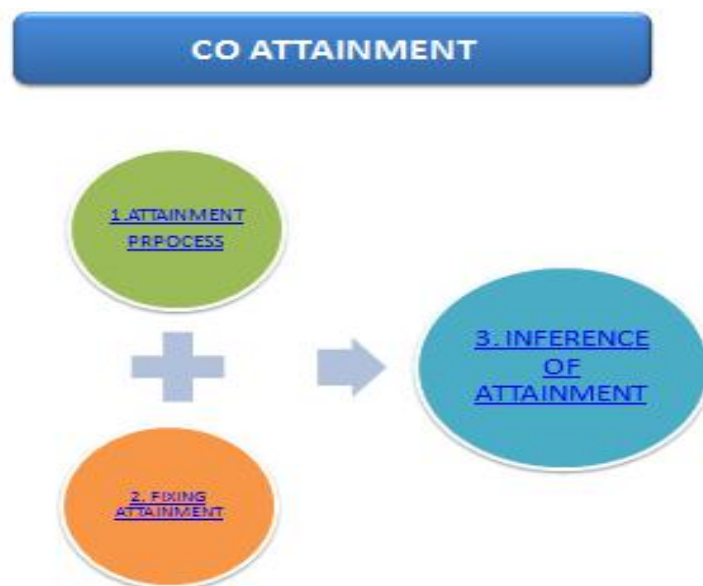 CO ATTAINMENT
1.ATTAINMENT
PRPOCESS
2. FIXING
ATTAINMENT
3. INFERENCE
OF
ATTAINMENT